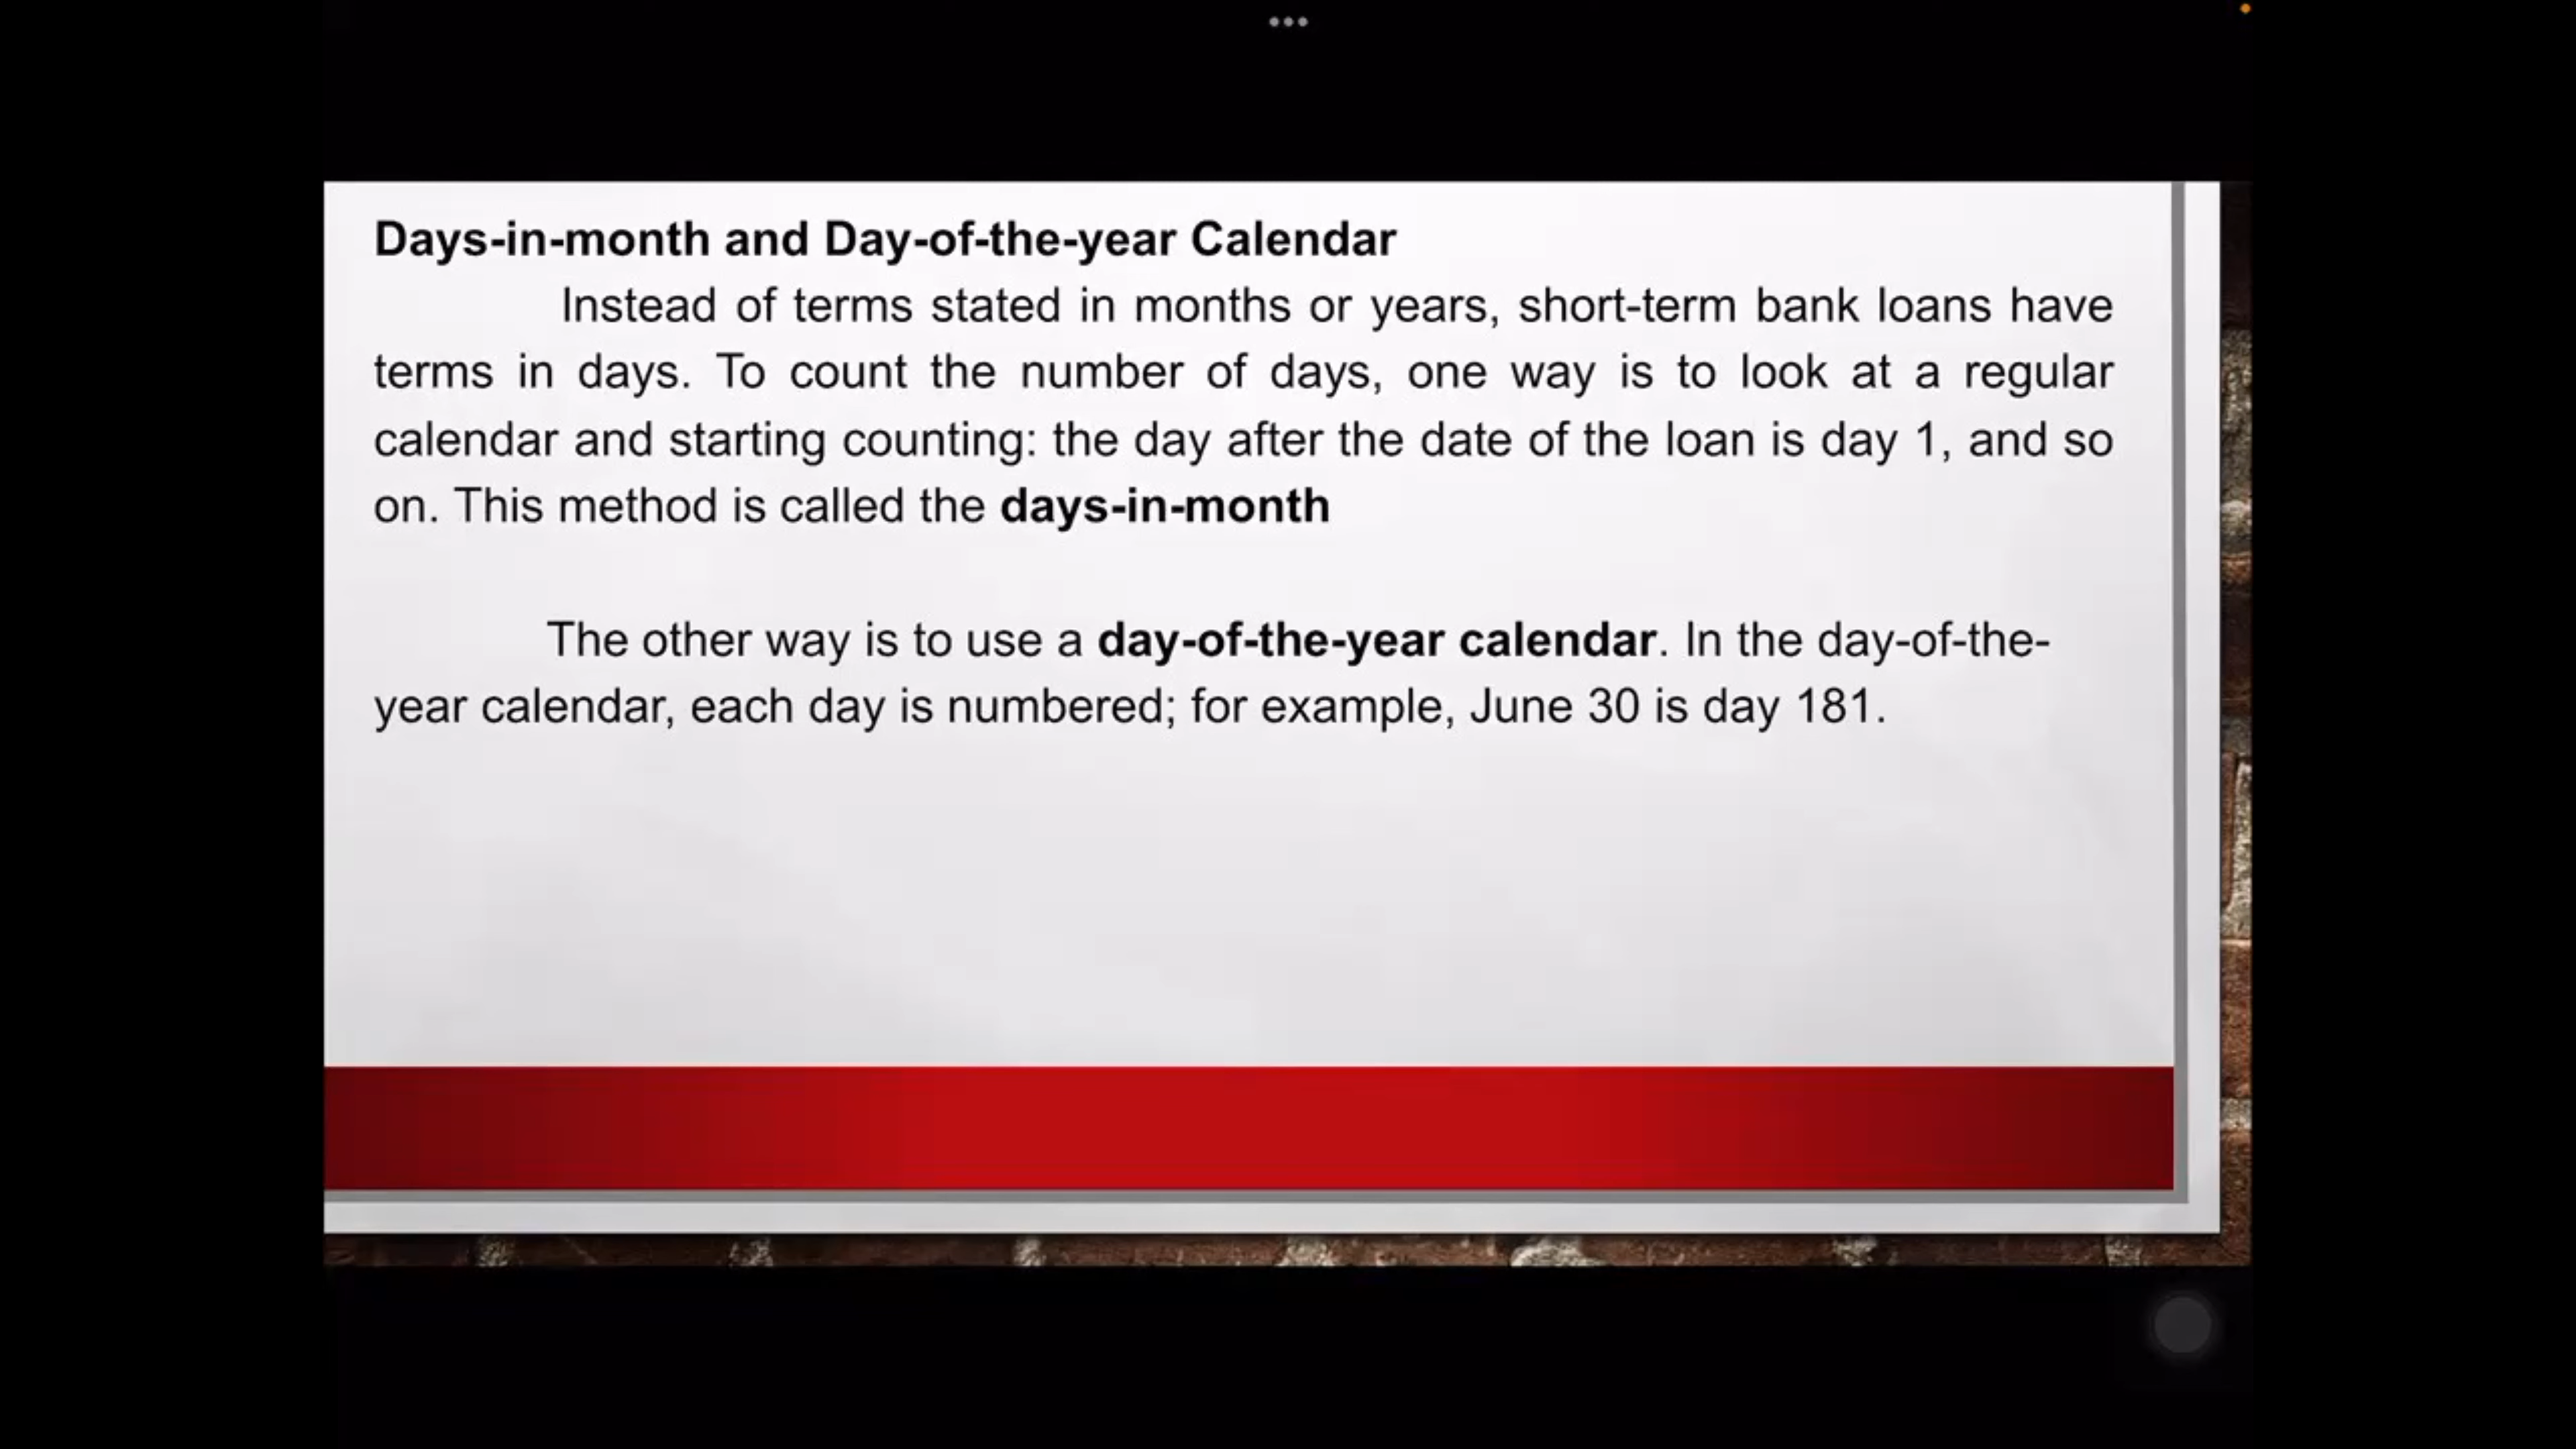 Days-in-month and Day-of-the-year Calendar
Instead of terms stated in months or years, short-term bank loans have
terms in days. To count the number of days, one way is to look at a regular
calendar and starting counting: the day after the date of the loan is day 1, and so
on. This method is called the days-in-month
The other way is to use a day-of-the-year calendar. In the day-of-the-
year calendar, each day is numbered; for example, June 30 is day 181.